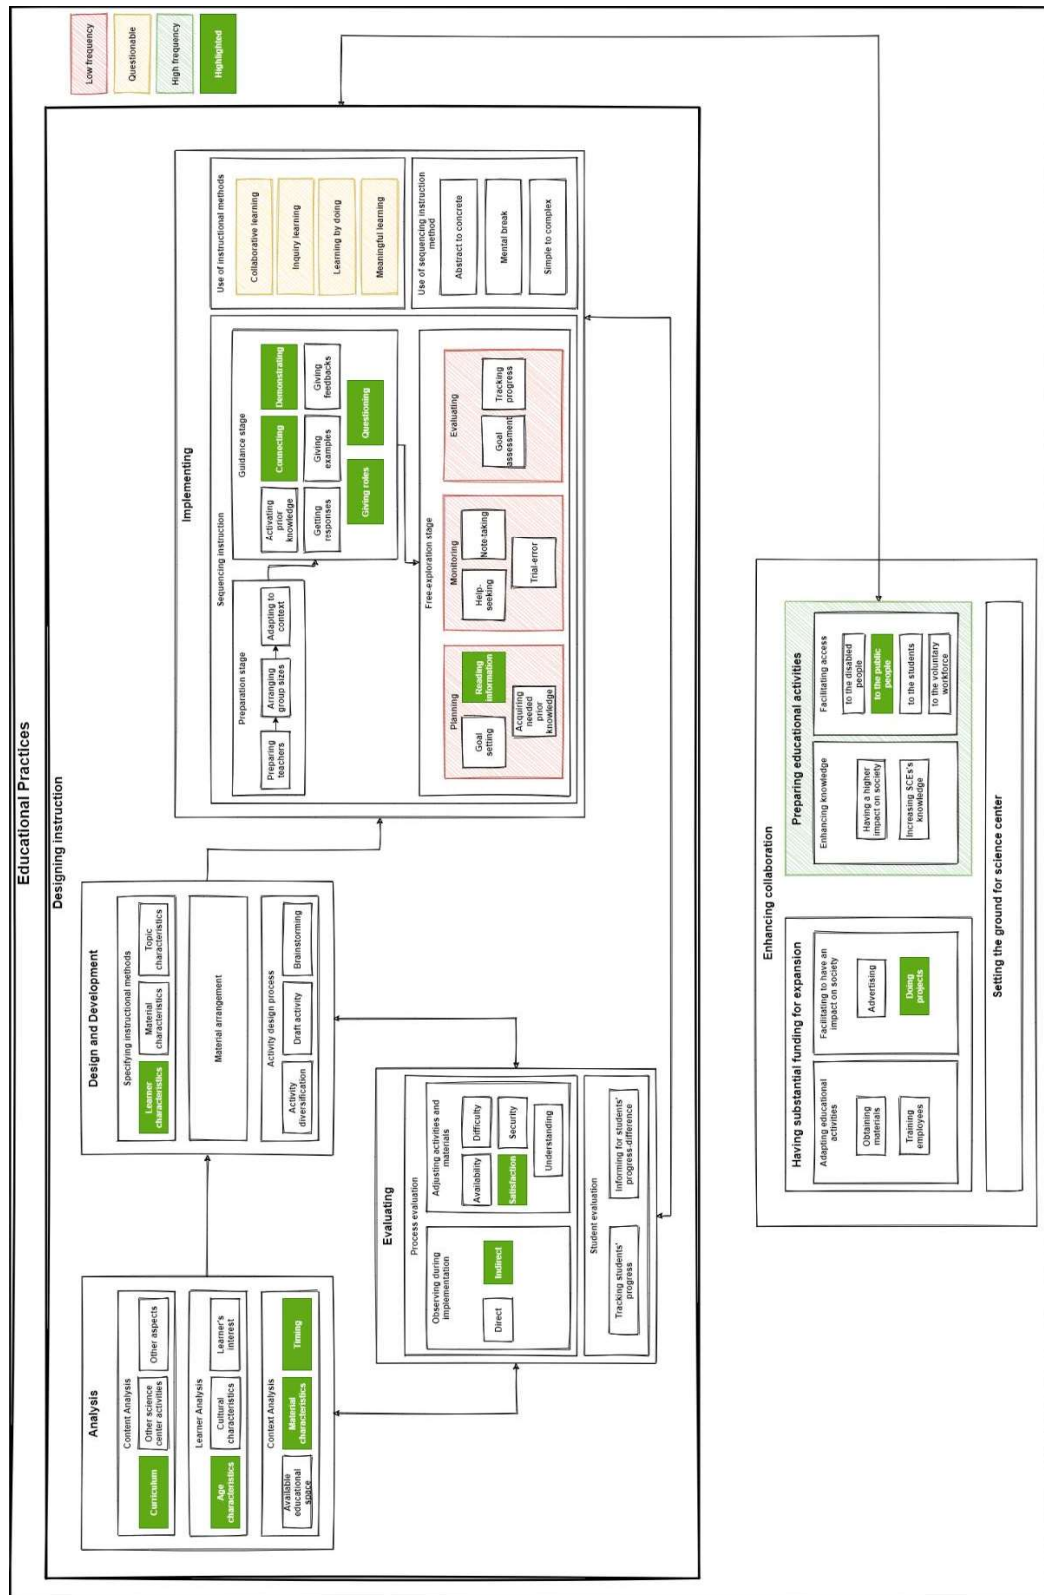 Educational Practices
Low frequency
Questionable
High frequency
Highlighted
Designing instruction
Analysis
Content Analysis
Curriculum
Other science
center activities
Other aspects
Learner Analysis
Age
characteristics
Cultural
characteristics
Learner's
interest
Context Analysis
Available
educational
space
Material
characteristics
Timing
Design and Development
Specifying instructional methods
Learner
characteristics
Material
characteristics
Topic
characteristics
Material arrangement
Activity design process
Activity
diversification
Draft activity
Brainstorming
Evaluating
Process evaluation
Observing during
implementation
Direct
Indirect
Adjusting activities and
materials
Availability
Difficulty
Satisfaction
Security
Understanding
Student evaluation
Tracking students'
progress
Informing for students'
progress-difference
Implementing
Sequencing instruction
Preparation stage
Preparing
teachers
Arranging
group sizes
Adapting to
context
Guidance stage
Activating
prior
knowledge
Connecting
Demonstrating
Getting
responses
Giving
examples
Giving
feedbacks
Giving roles
Questioning
Free-exploration stage
Planning
Goal
setting
Reading
information
Acquiring
needed
prior
knowledge
Monitoring
Help-
seeking
Note-taking
Trial-error
Evaluating
Goal
assessment
Tracking
progress
Use of instructional methods
Collaborative learning
Inquiry learning
Learning by doing
Meaningful learning
Use of sequencing instruction
method
Abstract to concrete
Mental break
Simple to complex
Enhancing collaboration
Having substantial funding for expansion
Adapting educational
activities
Obtaining
materials
Training
employees
Facilitating to have an
impact on society
Advertising
Doing
projects
Preparing educational activities
Enhancing knowledge
Having a higher
impact on society
Increasing SCEs's
knowledge
Facilitating access
to the disabled
people
to the public
people
to the students
to the voluntary
workforce
Setting the ground for science center